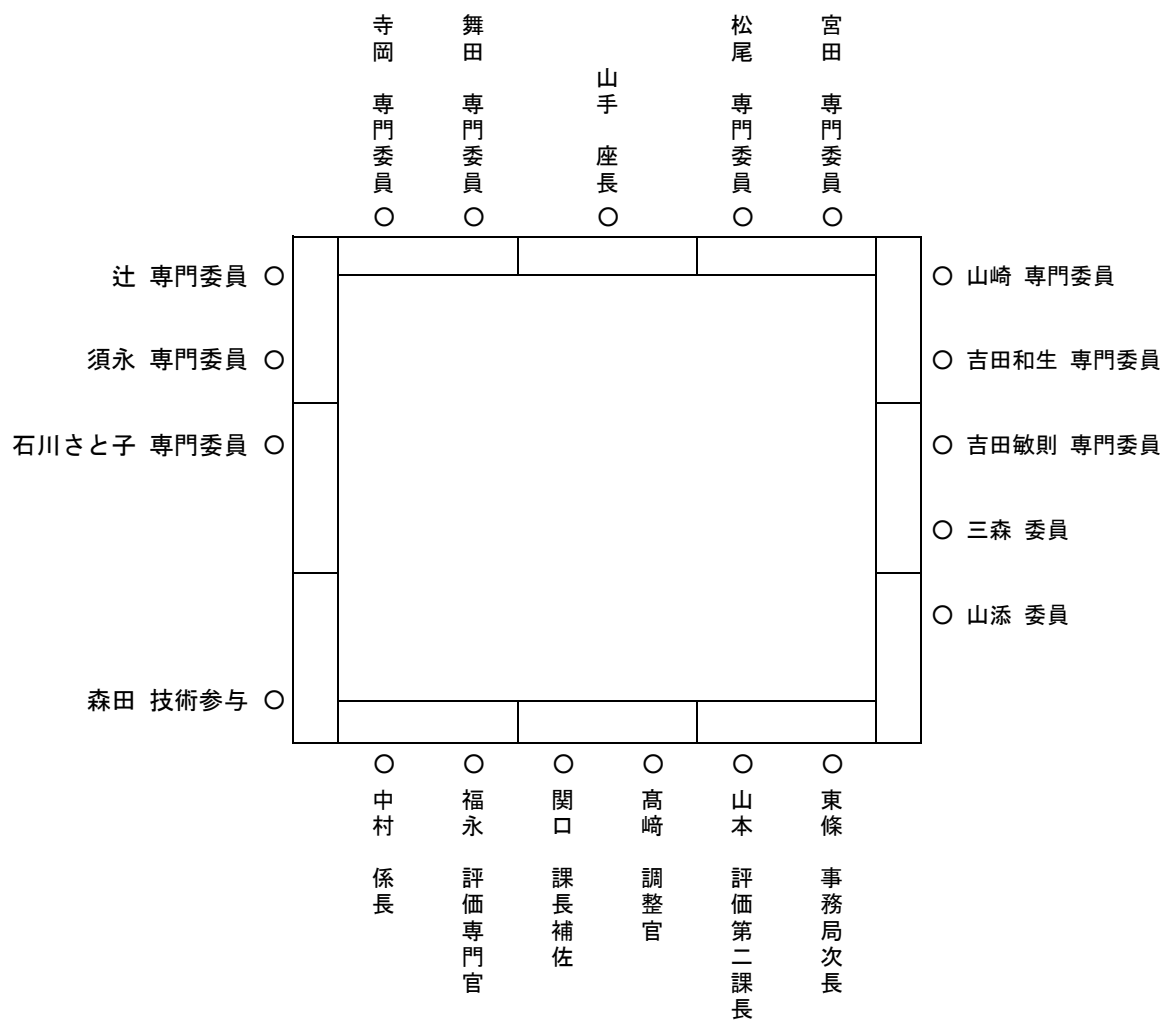 寺岡 専門委員
舞田 専門委員
山手 座長
松尾 専門委員
宮田 専門委員
辻 専門委員
須永 専門委員
石川さと子 専門委員
森田 技術参与
山崎 専門委員
吉田和生 専門委員
吉田敏則 専門委員
三森 委員
山添 委員
中村 係長
福永 評価専門官
関口 課長補佐
髙﨑 調整官
山本 評価第二課長
東條 事務局次長